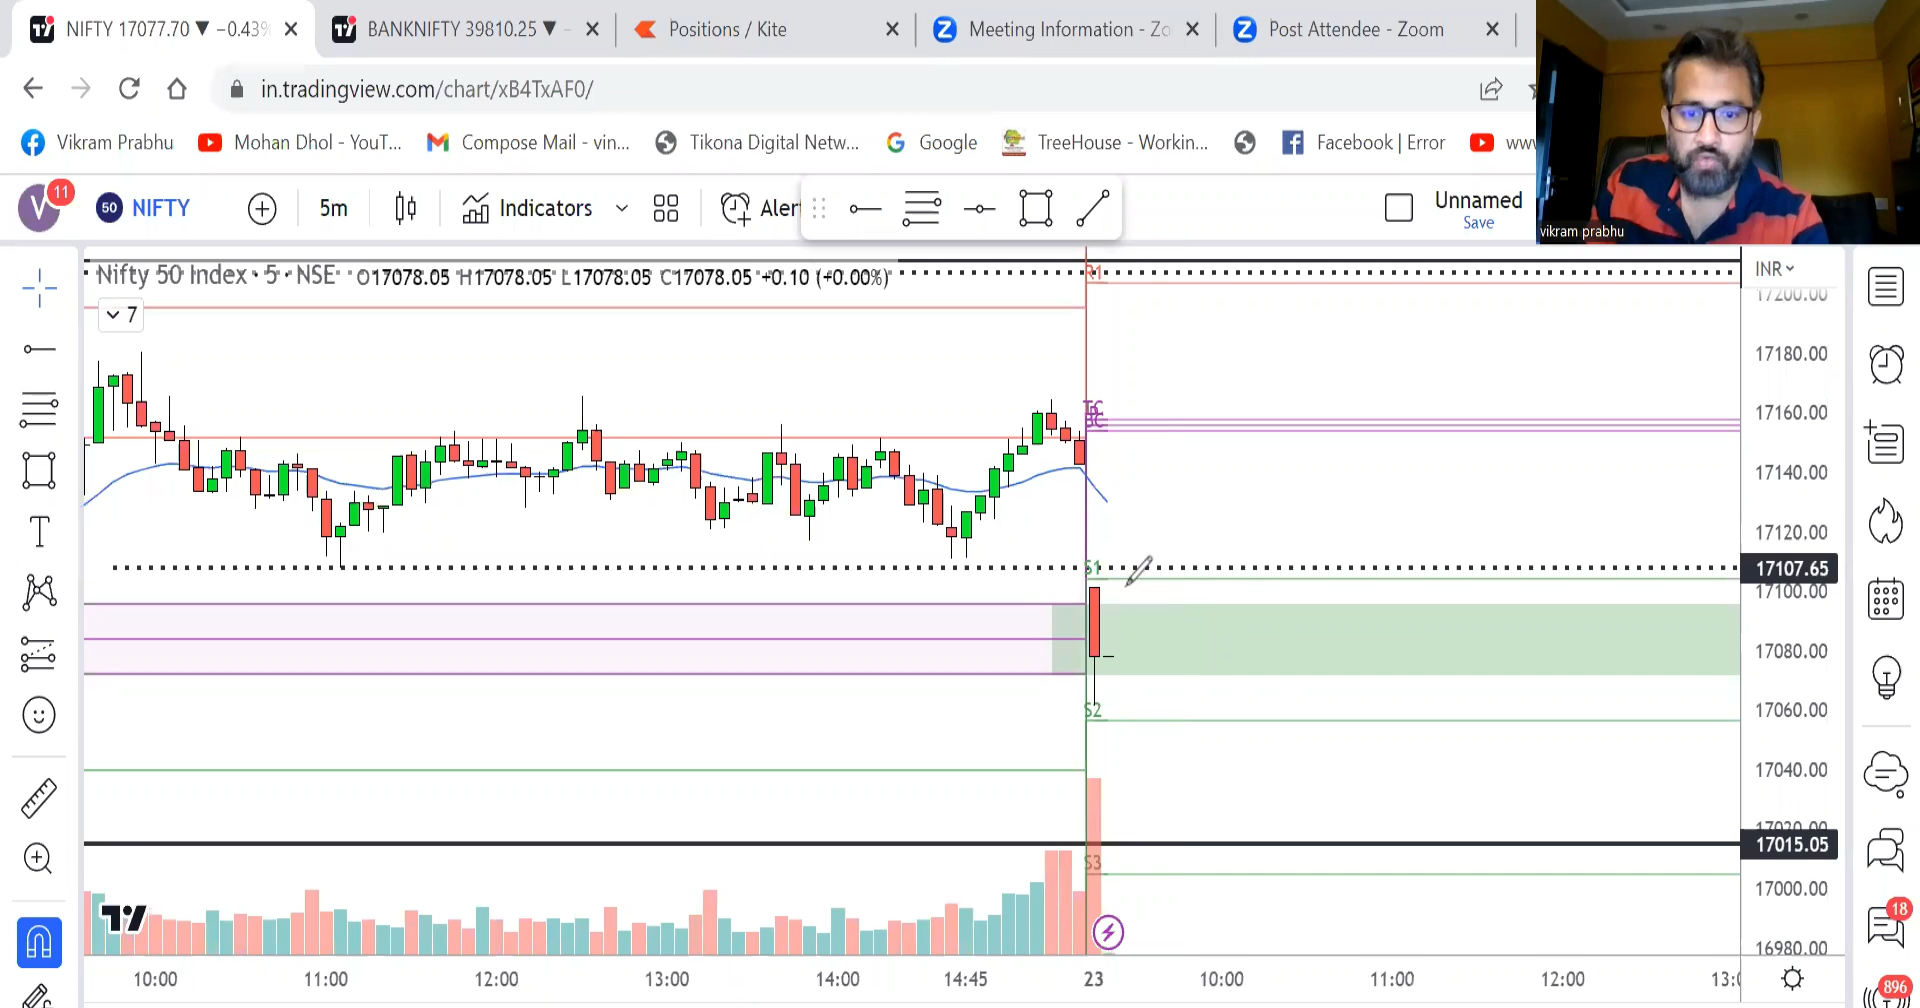 NIFTY 17077.70 ▼ −0.43%
BANKNIFTY 39810.25 ▼ −
Positions / Kite
Meeting Information - Zo
Post Attendee - Zoom
in.tradingview.com/chart/xB4TxAF0/
Vikram Prabhu
Mohan Dhol - YouT...
Compose Mail - vin...
Tikona Digital Netw...
Google
TreeHouse - Workin...
Facebook | Error
www
vikram prabhu
V 11
50 NIFTY
5m
Indicators
Aler
Unnamed
Save
Nifty 50 Index · 5 · NSE O17078.05 H17078.05 L17078.05 C17078.05 +0.10 (+0.00%)
INR
7
R1
17200.00
17180.00
TC
17160.00
BC
17140.00
17120.00
S1
17107.65
17100.00
17080.00
S2
17060.00
17040.00
17020.00
17015.05
S3
17000.00
16980.00
10:00 11:00 12:00 13:00 14:00 14:45 23 10:00 11:00 12:00 13:0
18
896
T